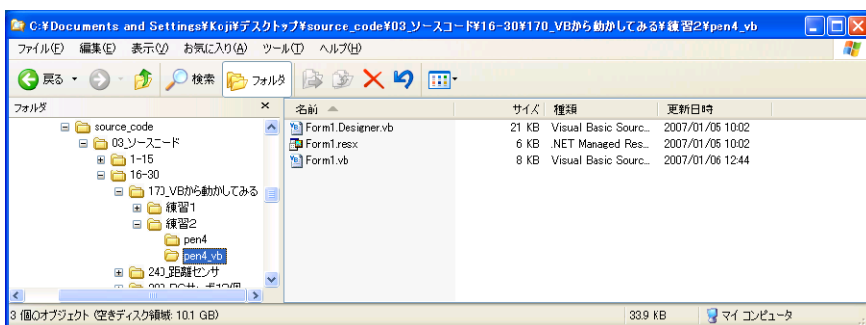 C:¥Documents and Settings¥Koji¥デスクトップ¥source_code¥03_ソースコード¥16-30¥170_VBから動かしてみる¥練習2¥pen4_vb
ファイル(F) 編集(E) 表示(V) お気に入り(A) ツール(T) ヘルプ(H)
戻る 検索 フォルダ
フォルダ × 名前 サイズ 種類 更新日時
source_code
03_ソースコード
1-15
16-30
170_VBから動かしてみる
練習1
練習2
pen4
pen4_vb
240_距離センサ
Form1.Designer.vb 21 KB Visual Basic Sourc... 2007/01/05 10:02
Form1.resx 6 KB .NET Managed Res... 2007/01/05 10:02
Form1.vb 8 KB Visual Basic Sourc... 2007/01/06 12:44
3 個のオブジェクト (空きディスク領域: 10.1 GB) 33.9 KB マイ コンピュータ